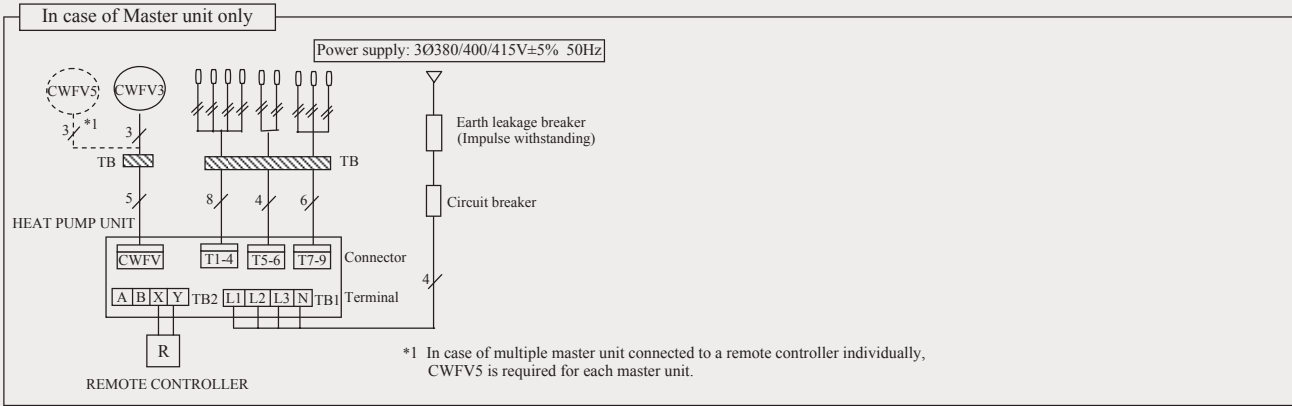 In case of Master unit only
Power supply: 3Ø380/400/415V±5% 50Hz
CWFV5
CWFV3
3
*1
3
Earth leakage breaker
(Impulse withstanding)
TB
TB
5
8
4
6
Circuit breaker
HEAT PUMP UNIT
CWFV
T1-4
T5-6
T7-9
Connector
4
A B X Y TB2
L1 L2 L3 N TB1
Terminal
R
REMOTE CONTROLLER
*1 In case of multiple master unit connected to a remote controller individually,
CWFV5 is required for each master unit.